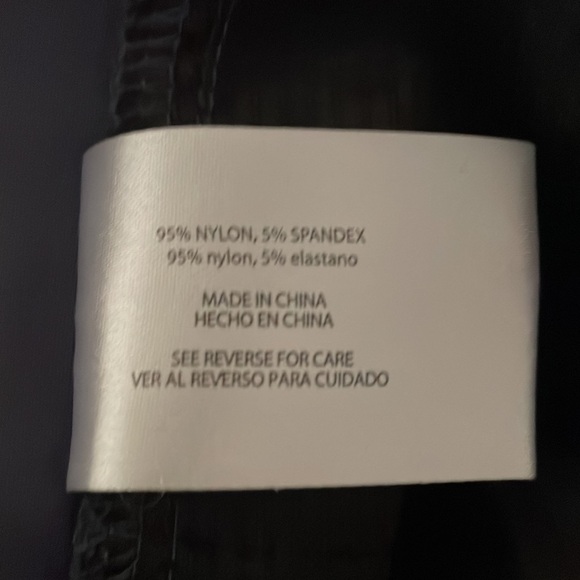 95% NYLON, 5% SPANDEX
95% nylon, 5% elastano
MADE IN CHINA
HECHO EN CHINA
SEE REVERSE FOR CARE
VER AL REVERSO PARA CUIDADO